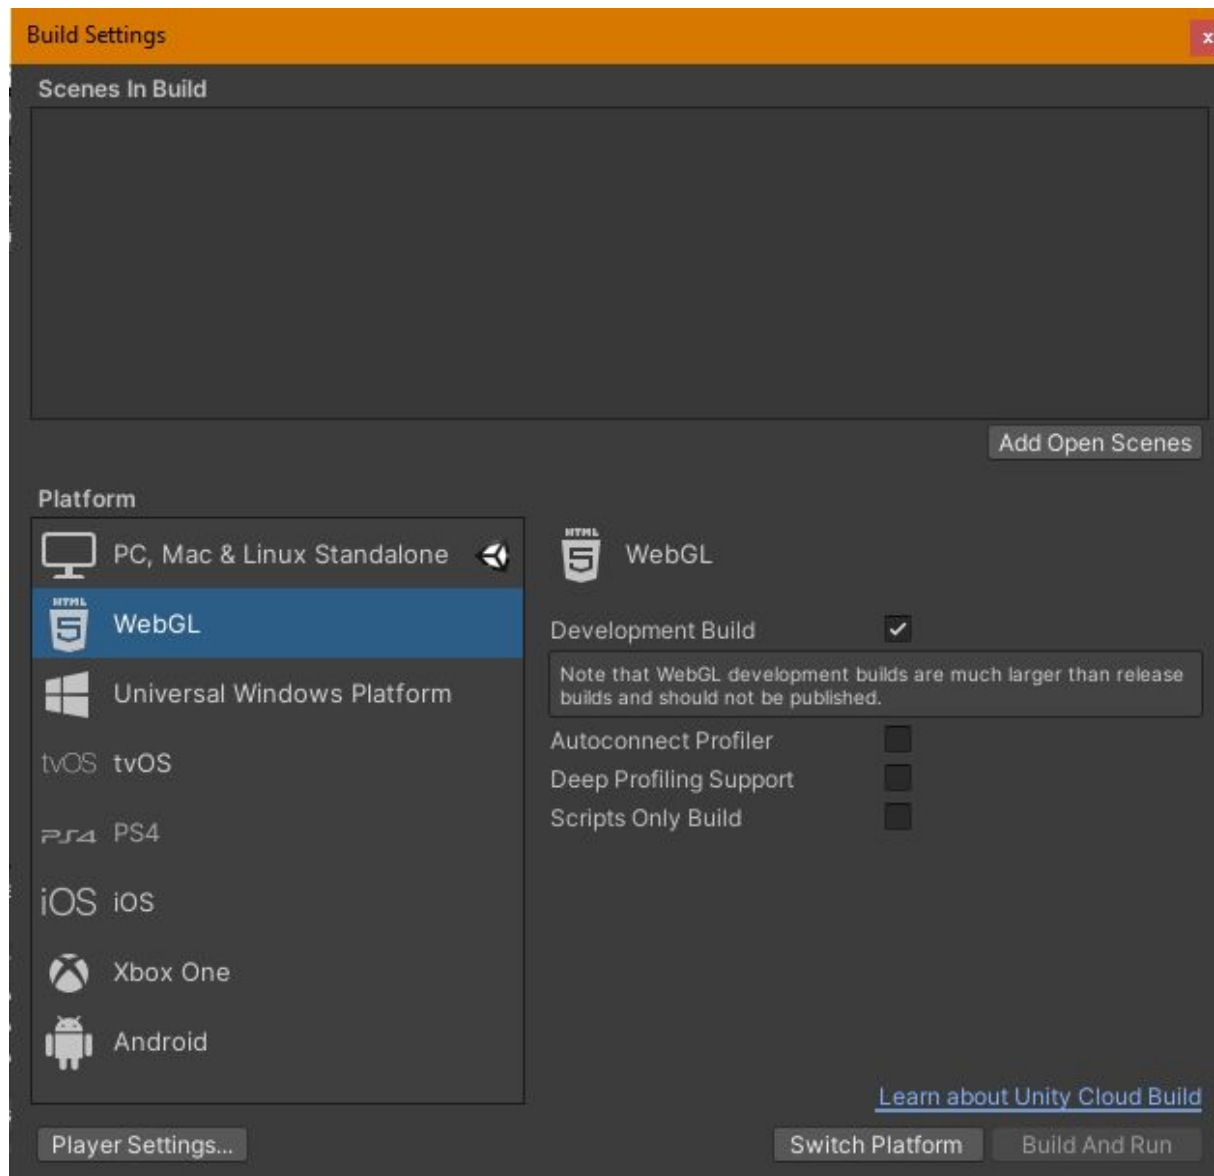 Build Settings
x
Scenes In Build
Add Open Scenes
Platform
PC, Mac & Linux Standalone
HTML
5
WebGL
HTML
5
WebGL
Development Build
Note that WebGL development builds are much larger than release
builds and should not be published.
Universal Windows Platform
Autoconnect Profiler
tvOS tvOS
Deep Profiling Support
Scripts Only Build
PS4 PS4
iOS iOS
Xbox One
Android
Learn about Unity Cloud Build
Player Settings...
Switch Platform
Build And Run